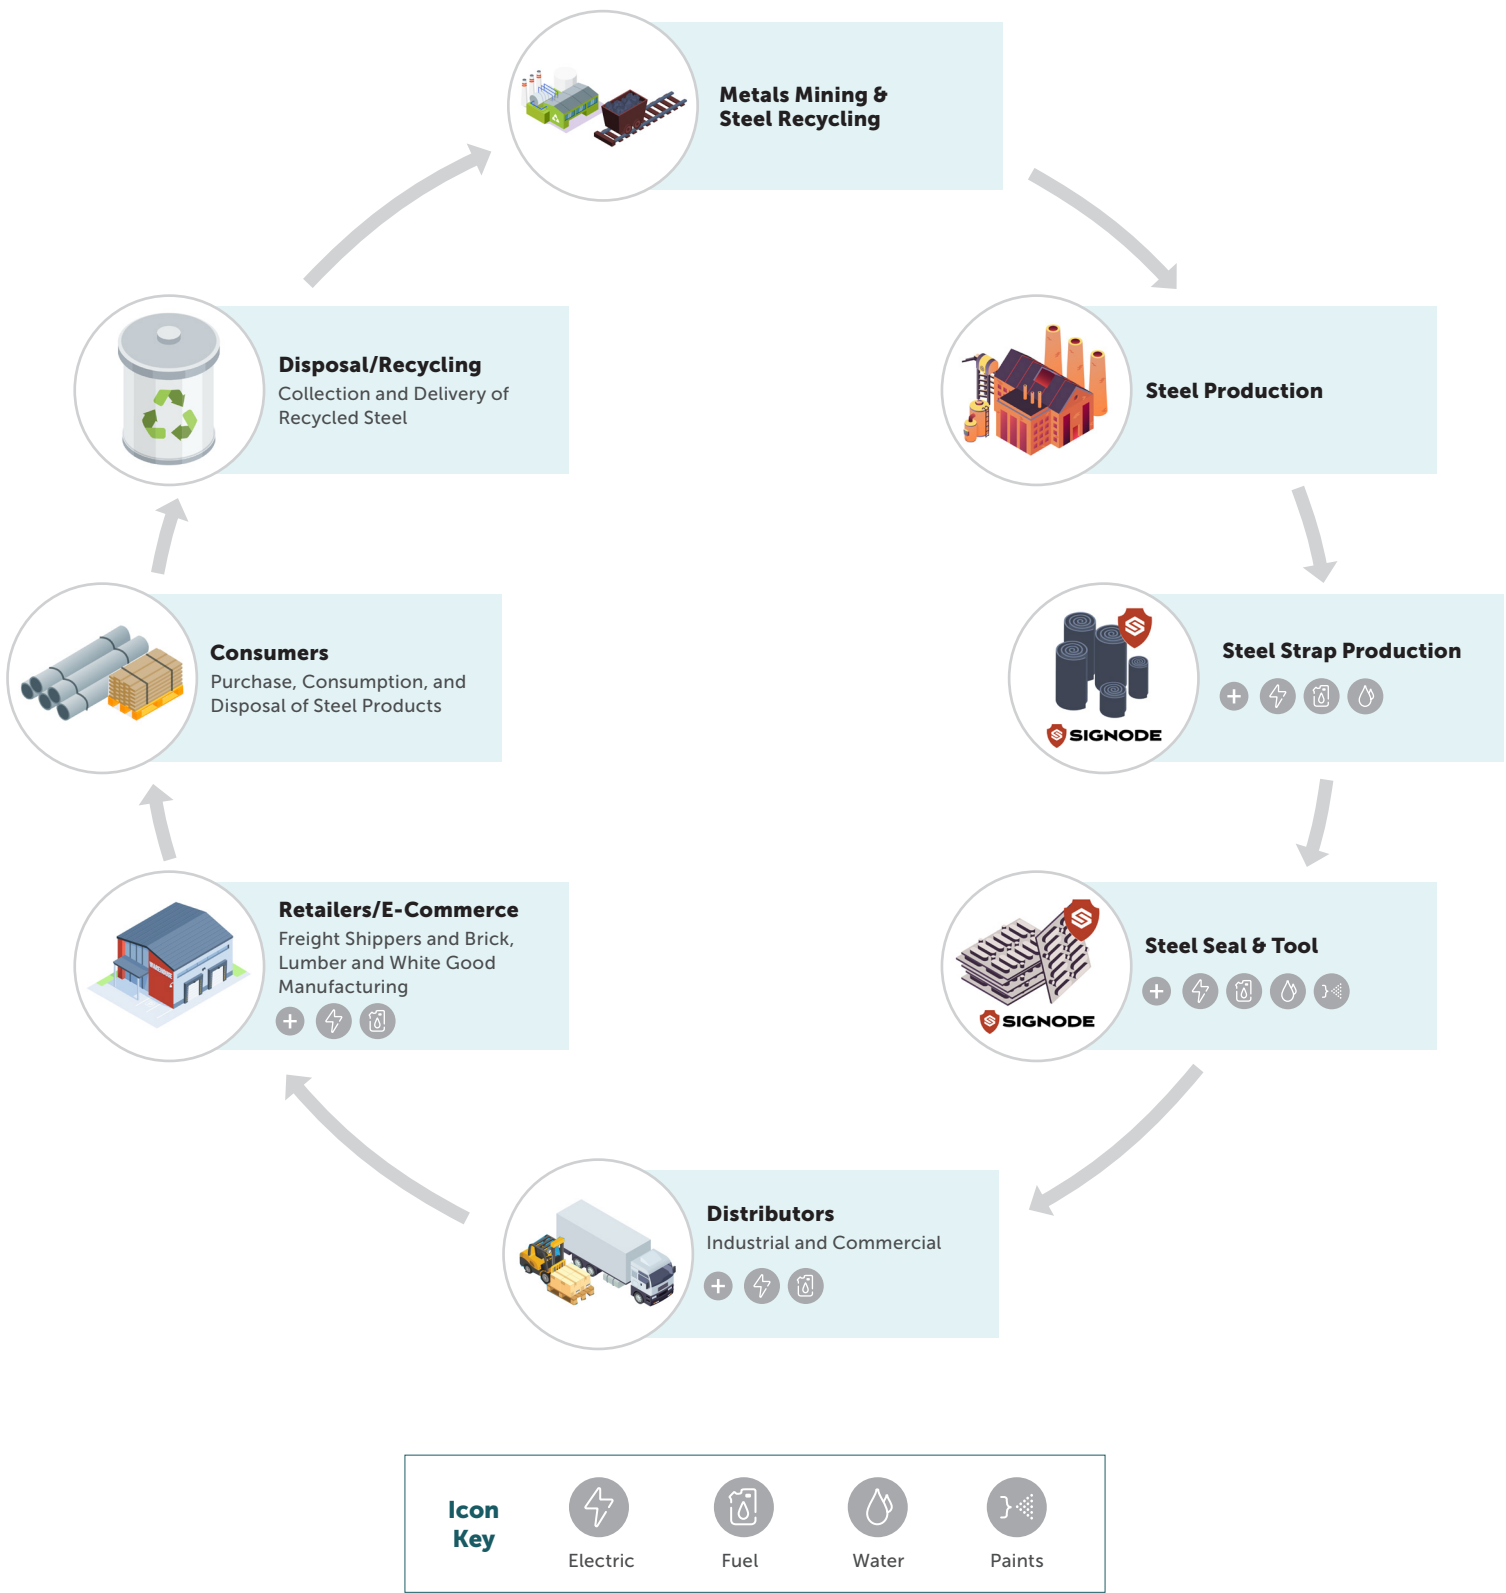 Metals Mining &
Steel Recycling
Steel Production
Steel Strap Production
SIGNODE
Steel Seal & Tool
SIGNODE
Distributors
Industrial and Commercial
Retailers/E-Commerce
Freight Shippers and Brick,
Lumber and White Good
Manufacturing
Consumers
Purchase, Consumption, and
Disposal of Steel Products
Disposal/Recycling
Collection and Delivery of
Recycled Steel
Icon
Key
Electric
Fuel
Water
Paints